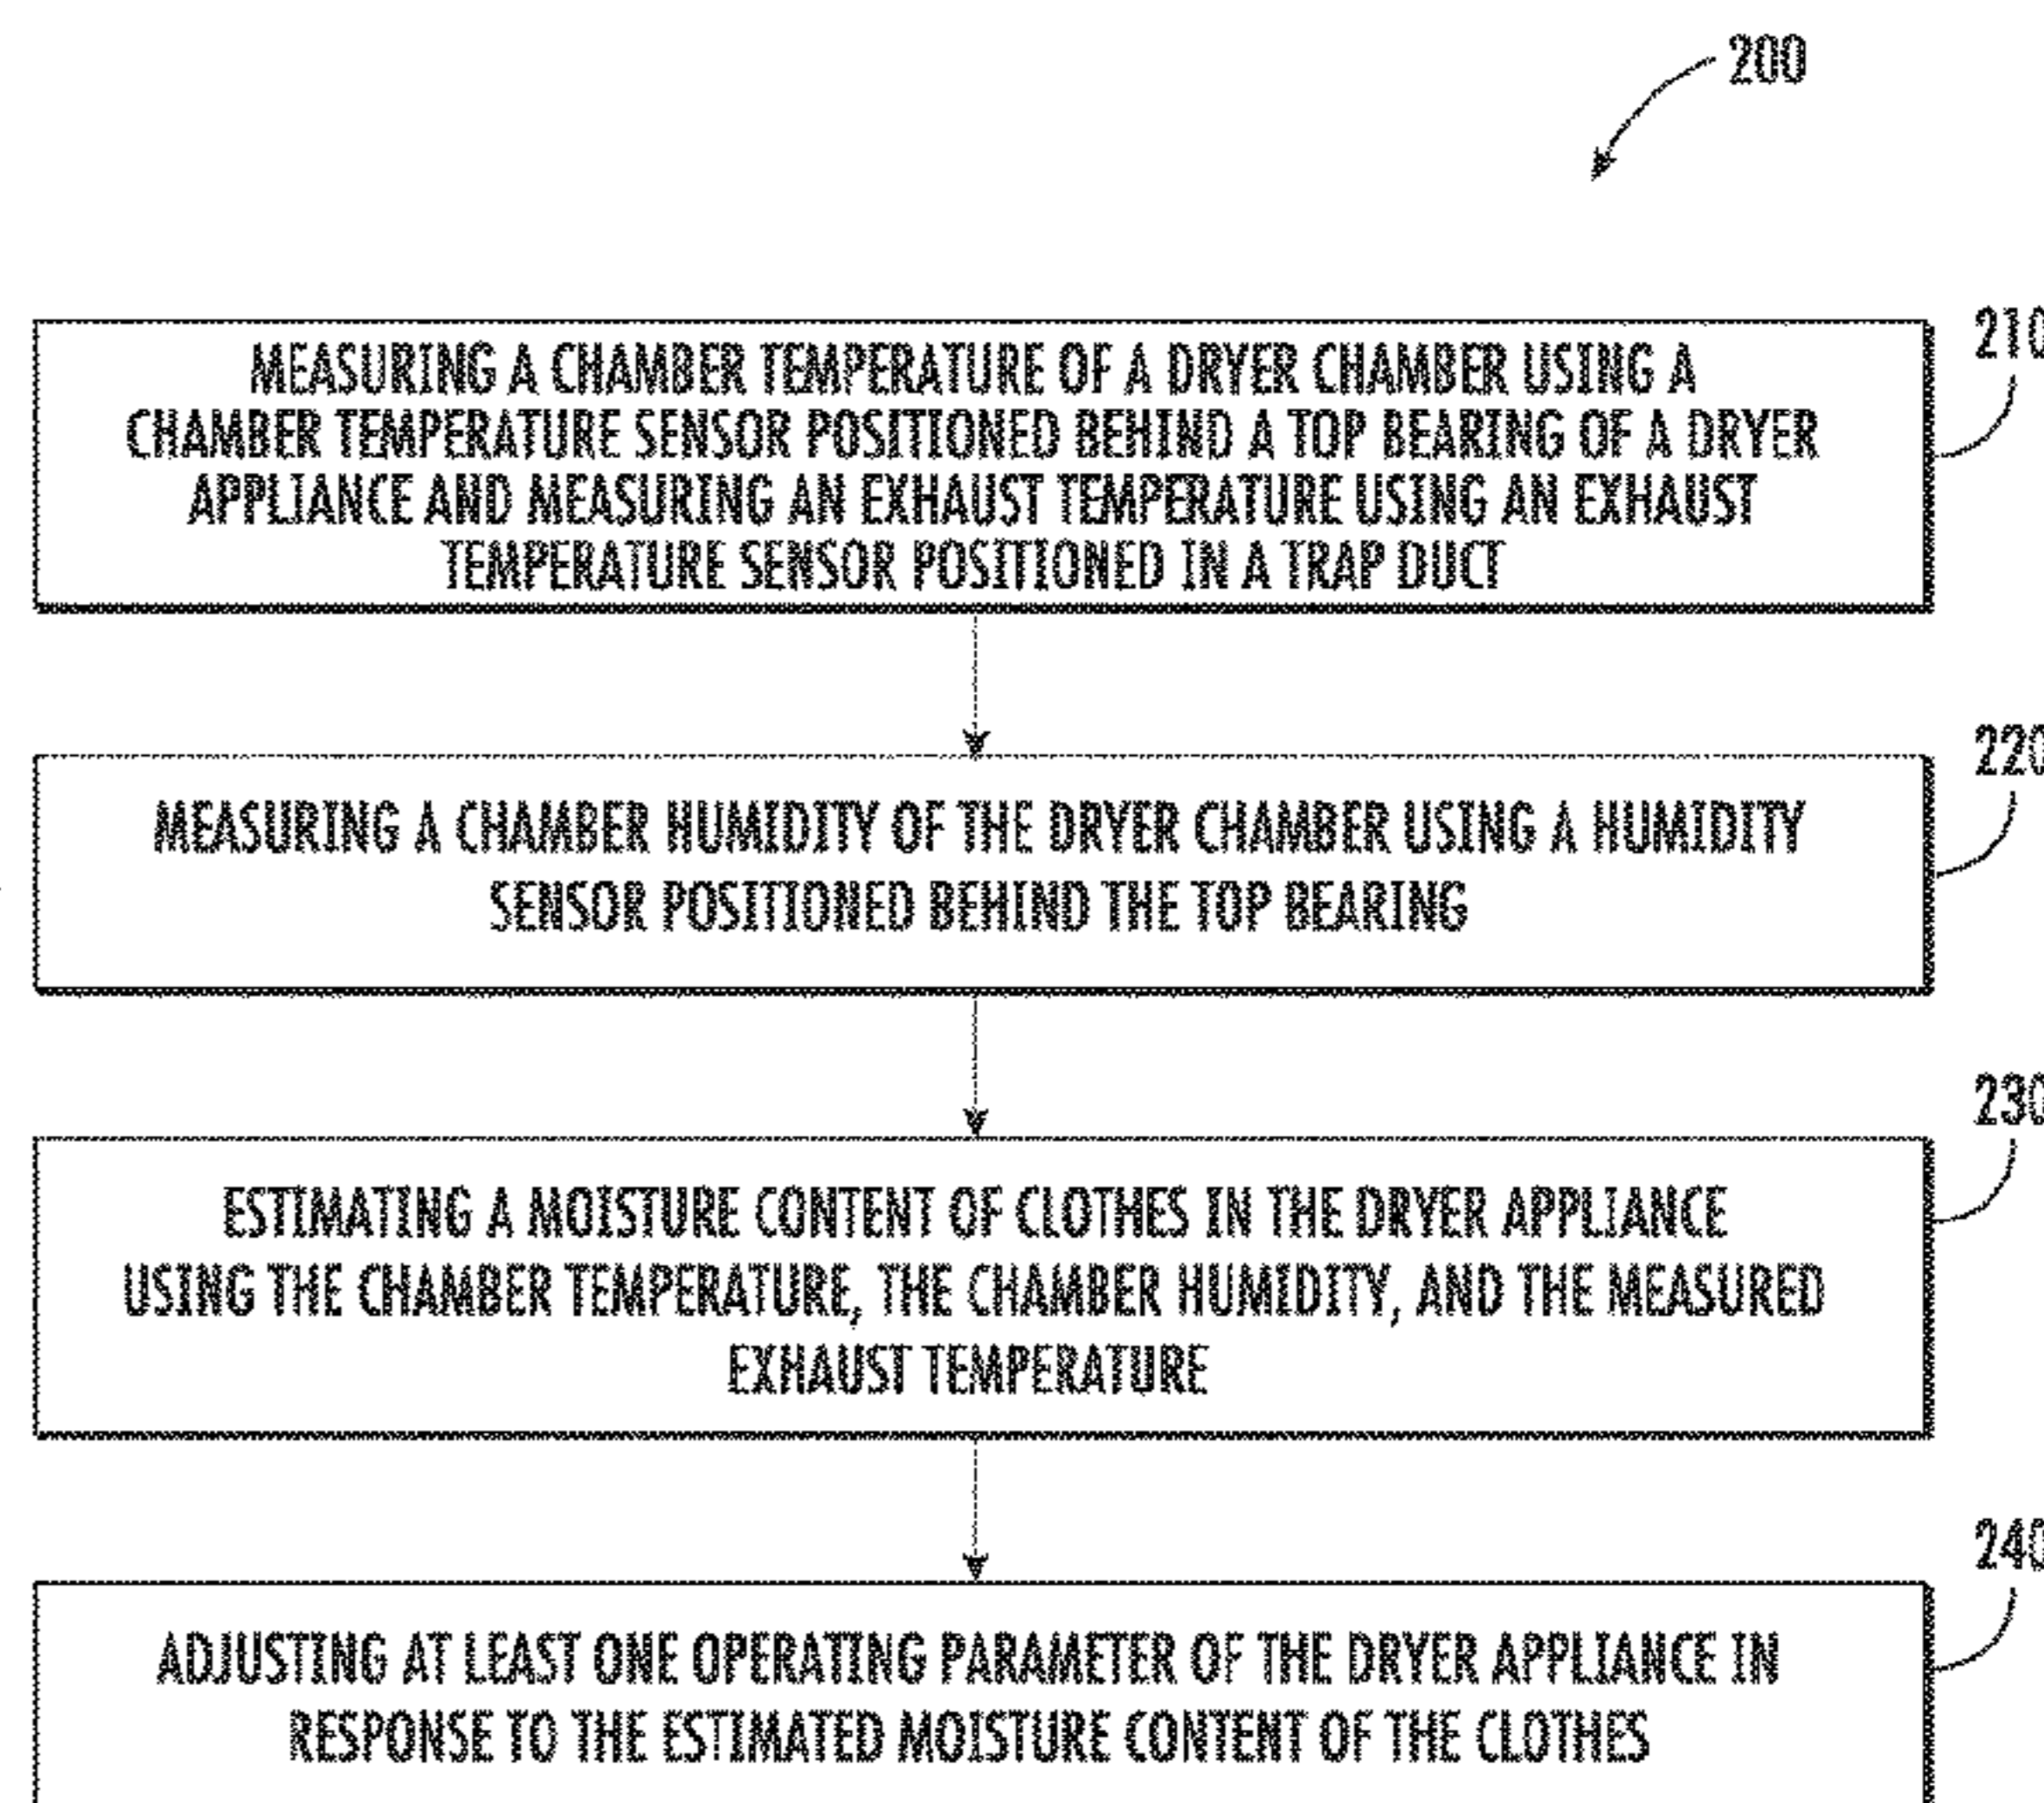 200
210
MEASURING A CHAMBER TEMPERATURE OF A DRYER CHAMBER USING A
CHAMBER TEMPERATURE SENSOR POSITIONED BEHIND A TOP BEARING OF A DRYER
APPLIANCE AND MEASURING AN EXHAUST TEMPERATURE USING AN EXHAUST
TEMPERATURE SENSOR POSITIONED IN A TRAP DUCT
220
MEASURING A CHAMBER HUMIDITY OF THE DRYER CHAMBER USING A HUMIDITY
SENSOR POSITIONED BEHIND THE TOP BEARING
230
ESTIMATING A MOISTURE CONTENT OF CLOTHES IN THE DRYER APPLIANCE
USING THE CHAMBER TEMPERATURE, THE CHAMBER HUMIDITY, AND THE MEASURED
EXHAUST TEMPERATURE
240
ADJUSTING AT LEAST ONE OPERATING PARAMETER OF THE DRYER APPLIANCE IN
RESPONSE TO THE ESTIMATED MOISTURE CONTENT OF THE CLOTHES